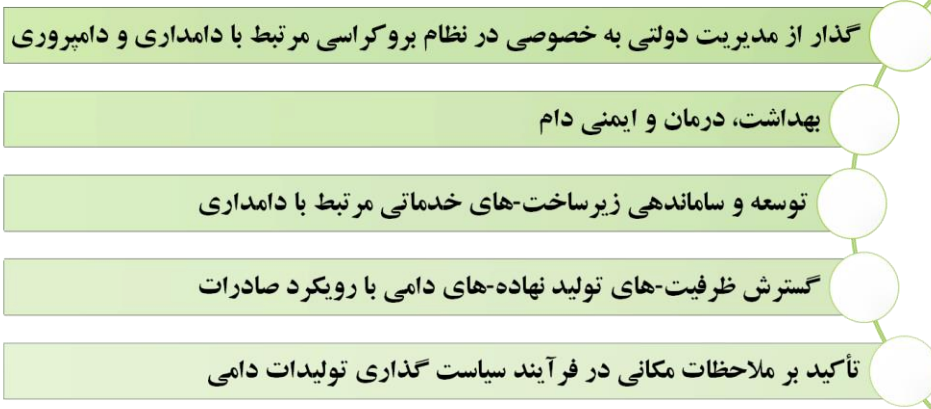 گذار از مدیریت دولتی به خصوصی در نظام بروکراسی مرتبط با دامداری و دامپروری
بهداشت، درمان و ایمنی دام
توسعه و ساماندهی زیرساخت-های خدماتی مرتبط با دامداری
گسترش ظرفیت-های تولید نهاده-های دامی با رویکرد صادرات
تأکید بر ملاحظات مکانی در فرآیند سیاست گذاری تولیدات دامی